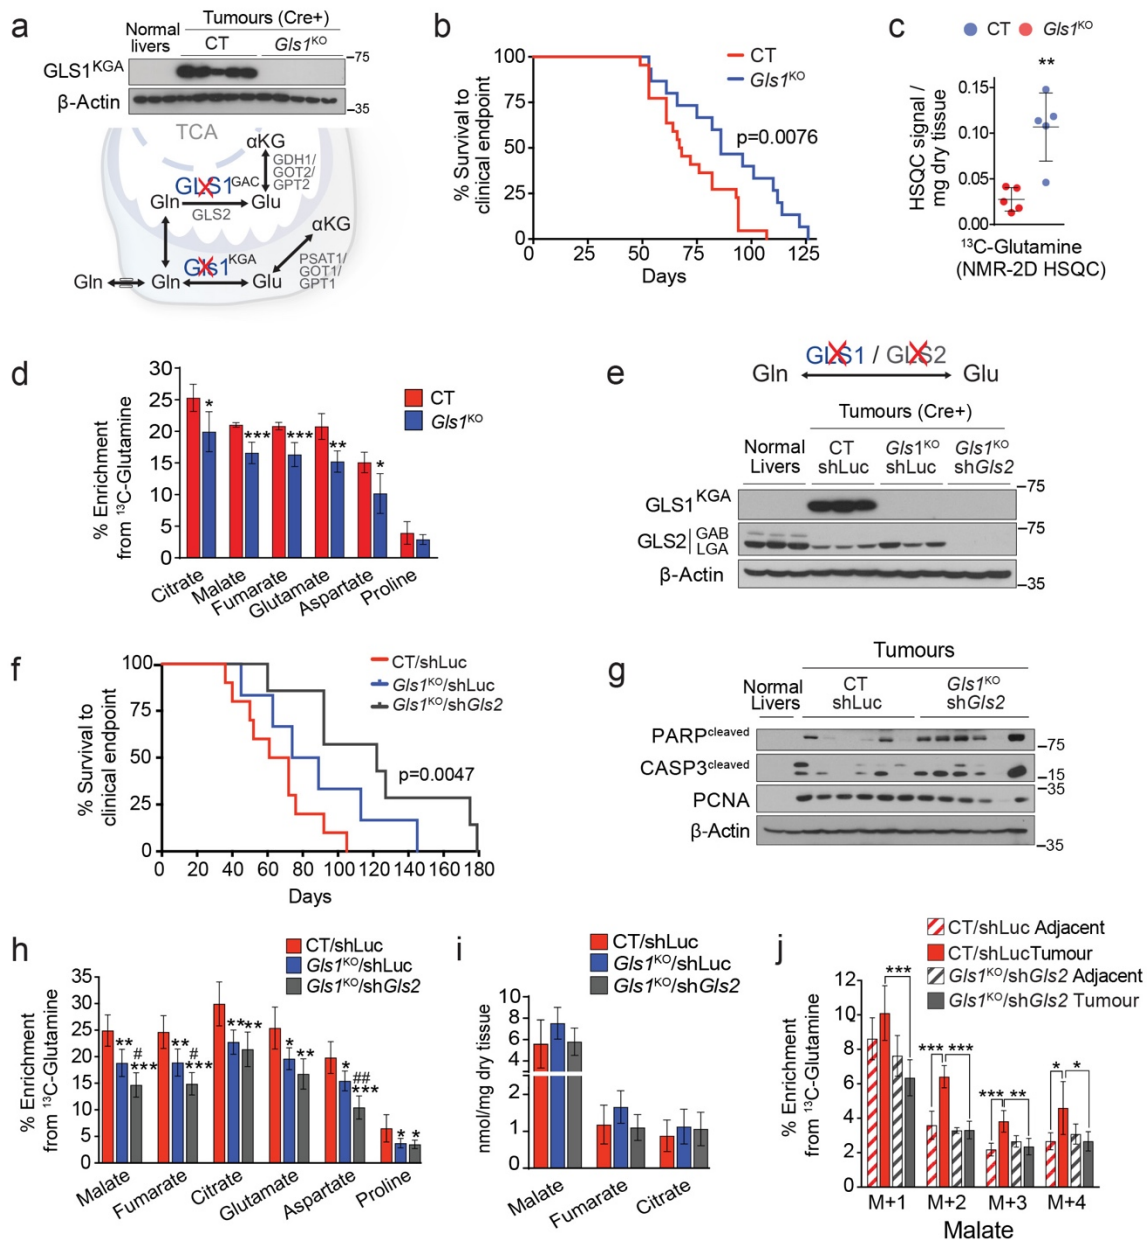 a
Normal
livers
Tumours (Cre+)
CT
Gls1ᴷᴼ
GLS1ᴷᴳᴬ
–75
β-Actin
–35
TCA
αKG
GDH1/
GOT2/
GPT2
GLS1ᴳᴬᶜ
Gln
GLS2
Glu
αKG
Gls1ᴷᴳᴬ
PSAT1/
GOT1/
GPT1
Gln
Gln
Glu
b
% Survival to
clinical endpoint
100
75
50
25
0
CT
Gls1ᴷᴼ
p=0.0076
0 25 50 75 100 125
Days
c
CT Gls1ᴷᴼ
HSQC signal /
mg dry tissue
**
0.15
0.10
0.05
0.00
¹³C-Glutamine
(NMR-2D HSQC)
d
% Enrichment
from ¹³C-Glutamine
30
25
20
15
10
5
0
CT
Gls1ᴷᴼ
*
***
***
**
*
Citrate
Malate
Fumarate
Glutamate
Aspartate
Proline
e
GLS1 / GLS2
Gln
Glu
Tumours (Cre+)
Normal
Livers
CT
shLuc
Gls1ᴷᴼ
shLuc
Gls1ᴷᴼ
shGls2
GLS1ᴷᴳᴬ
–75
–75
GLS2
GAB
LGA
β-Actin
–35
f
% Survival to
clinical endpoint
100
75
50
25
0
CT/shLuc
Gls1ᴷᴼ/shLuc
Gls1ᴷᴼ/shGls2
p=0.0047
0 20 40 60 80 100 120 140 160 180
Days
g
Tumours
Normal
Livers
CT
shLuc
Gls1ᴷᴼ
shGls2
PARPᶜˡᵉᵃᵛᵉᵈ
–75
CASP3ᶜˡᵉᵃᵛᵉᵈ
–15
–35
PCNA
β-Actin
–35
h
CT/shLuc
Gls1ᴷᴼ/shLuc
Gls1ᴷᴼ/shGls2
% Enrichment
from ¹³C-Glutamine
35
30
25
20
15
10
5
0
**
#
***
**
#
***
**
**
*
**
*
##
***
*
*
Malate
Fumarate
Citrate
Glutamate
Aspartate
Proline
i
CT/shLuc
Gls1ᴷᴼ/shLuc
Gls1ᴷᴼ/shGls2
nmol/mg dry tissue
10
8
6
2
1
0
Malate
Fumarate
Citrate
j
CT/shLuc Adjacent
CT/shLucTumour
Gls1ᴷᴼ/shGls2 Adjacent
Gls1ᴷᴼ/shGls2 Tumour
% Enrichment
from ¹³C-Glutamine
12
10
8
6
4
2
0
***
***
***
***
**
*
*
M+1 M+2 M+3 M+4
Malate